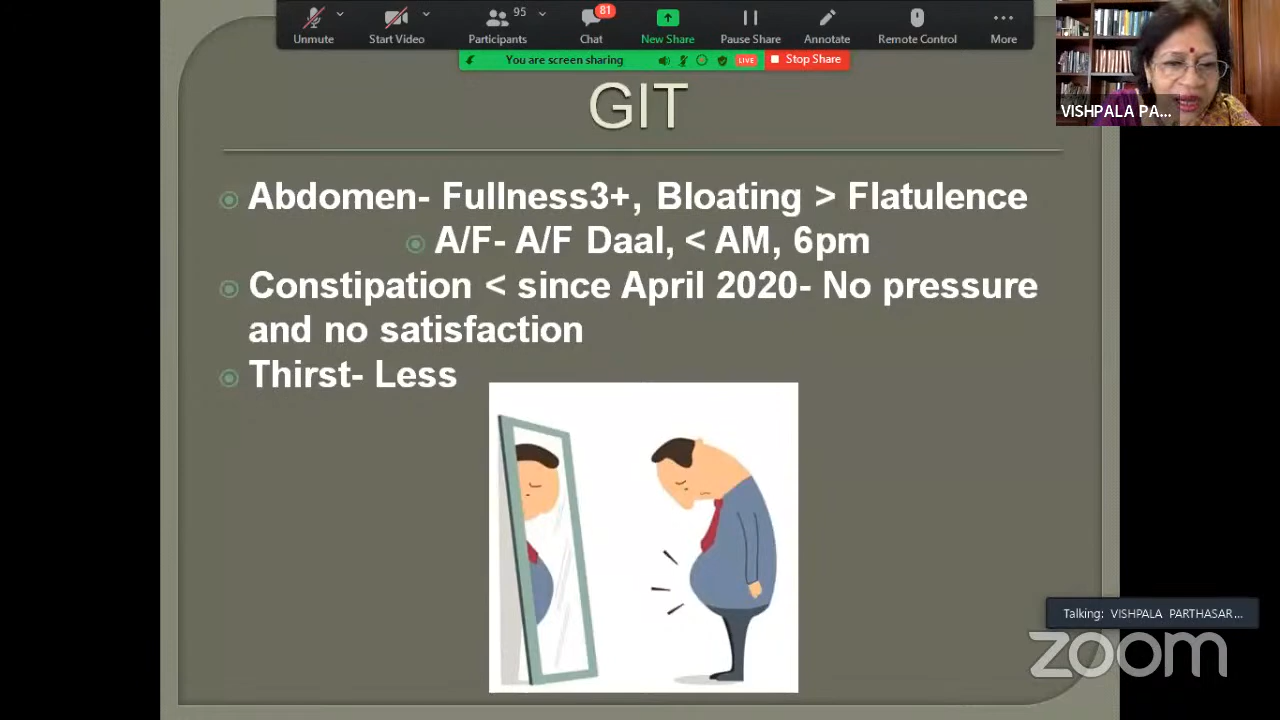 95
81
Unmute
Start Video
Participants
Chat
New Share
Pause Share
Annotate
Remote Control
More
You are screen sharing
LIVE
Stop Share
VISHPALA PA...
GIT
Abdomen- Fullness3+, Bloating > Flatulence
A/F- A/F Daal, < AM, 6pm
Constipation < since April 2020- No pressure
and no satisfaction
Thirst- Less
Talking: VISHPALA PARTHASAR...
zoom